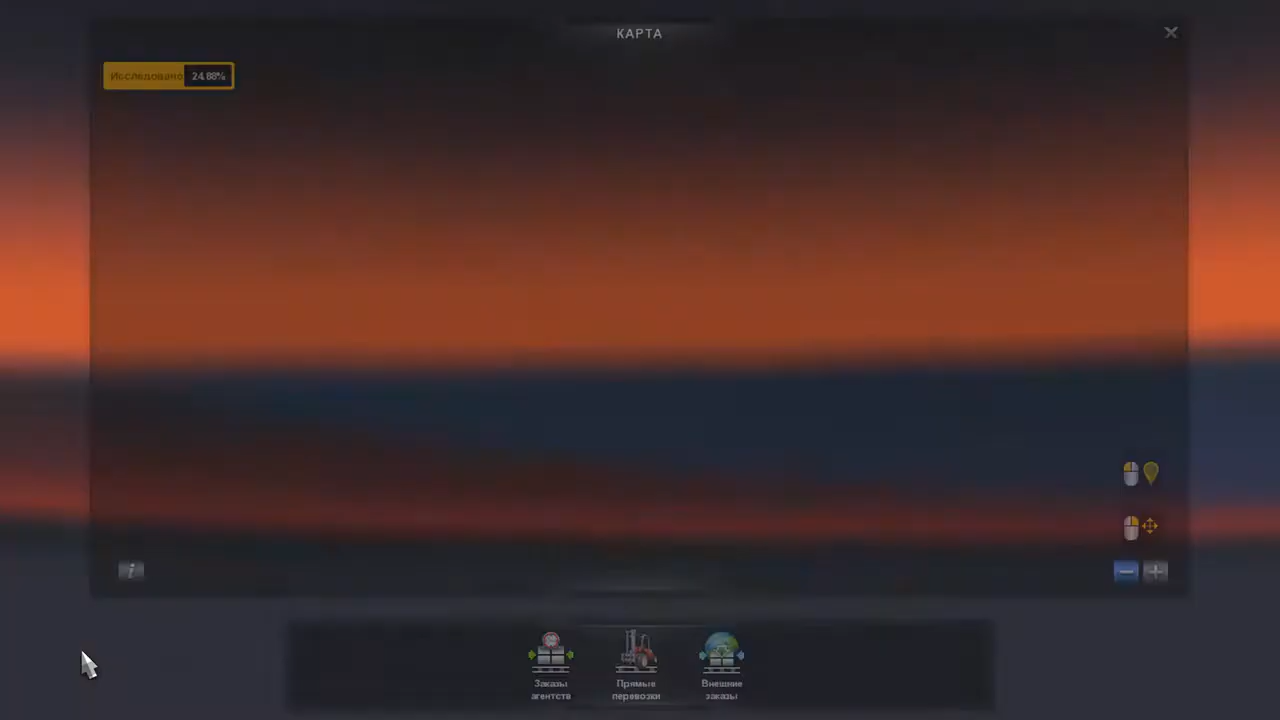 КАРТА
Исследовано 24.88%
i
Заказы
агентств
Прямые
перевозки
Внешние
заказы